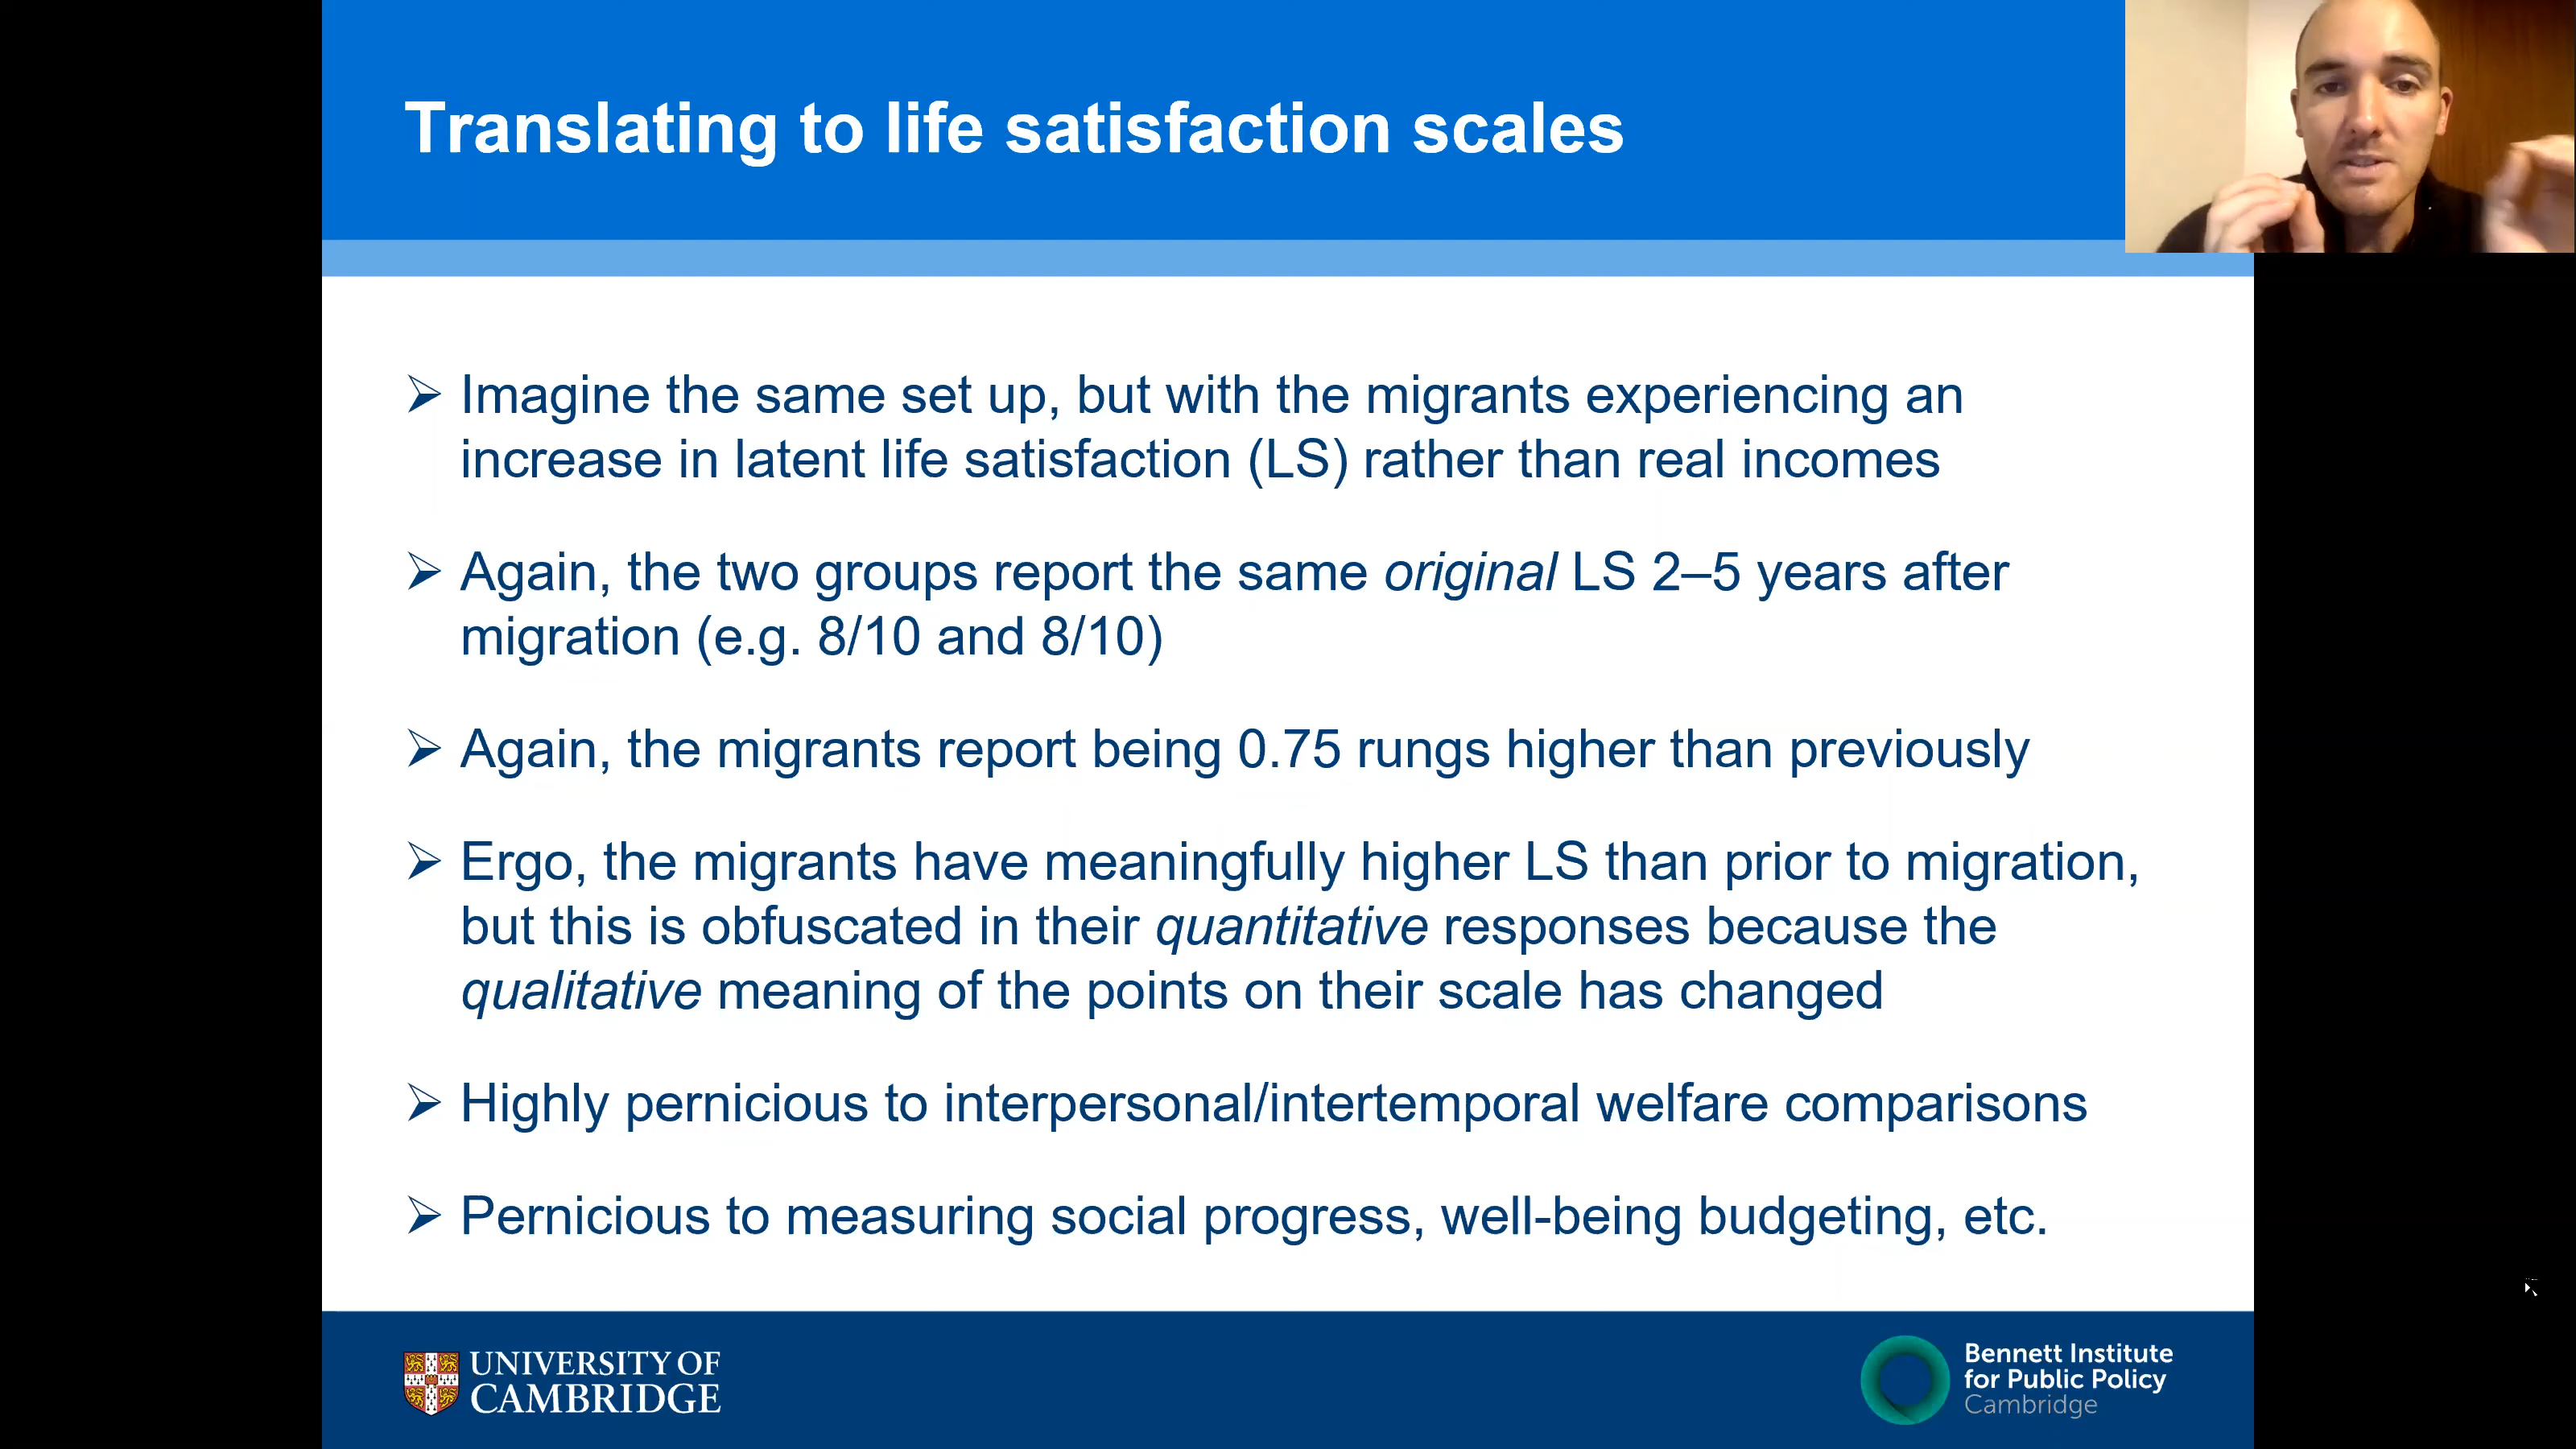 Translating to life satisfaction scales
➢ Imagine the same set up, but with the migrants experiencing an
increase in latent life satisfaction (LS) rather than real incomes
➢ Again, the two groups report the same original LS 2–5 years after
migration (e.g. 8/10 and 8/10)
➢ Again, the migrants report being 0.75 rungs higher than previously
➢ Ergo, the migrants have meaningfully higher LS than prior to migration,
but this is obfuscated in their quantitative responses because the
qualitative meaning of the points on their scale has changed
➢ Highly pernicious to interpersonal/intertemporal welfare comparisons
➢ Pernicious to measuring social progress, well-being budgeting, etc.
UNIVERSITY OF
CAMBRIDGE
Bennett Institute
for Public Policy
Cambridge